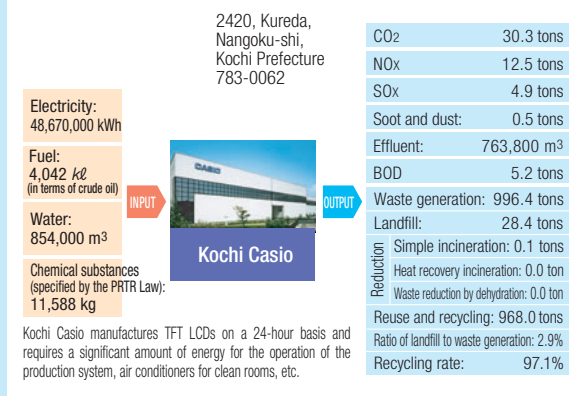 2420, Kureda,
Nangoku-shi,
Kochi Prefecture
783-0062
Electricity:
48,670,000 kWh
Fuel:
4,042 kℓ
(in terms of crude oil)
Water:
854,000 m3
Chemical substances
(specified by the PRTR Law):
11,588 kg
INPUT
CASIO
Kochi Casio
OUTPUT
CO2 30.3 tons
NOx 12.5 tons
SOx 4.9 tons
Soot and dust: 0.5 tons
Effluent: 763,800 m3
BOD 5.2 tons
Waste generation: 996.4 tons
Landfill: 28.4 tons
Reduction
Simple incineration: 0.1 tons
Heat recovery incineration: 0.0 ton
Waste reduction by dehydration: 0.0 ton
Reuse and recycling: 968.0 tons
Ratio of landfill to waste generation: 2.9%
Recycling rate: 97.1%
Kochi Casio manufactures TFT LCDs on a 24-hour basis and
requires a significant amount of energy for the operation of the
production system, air conditioners for clean rooms, etc.